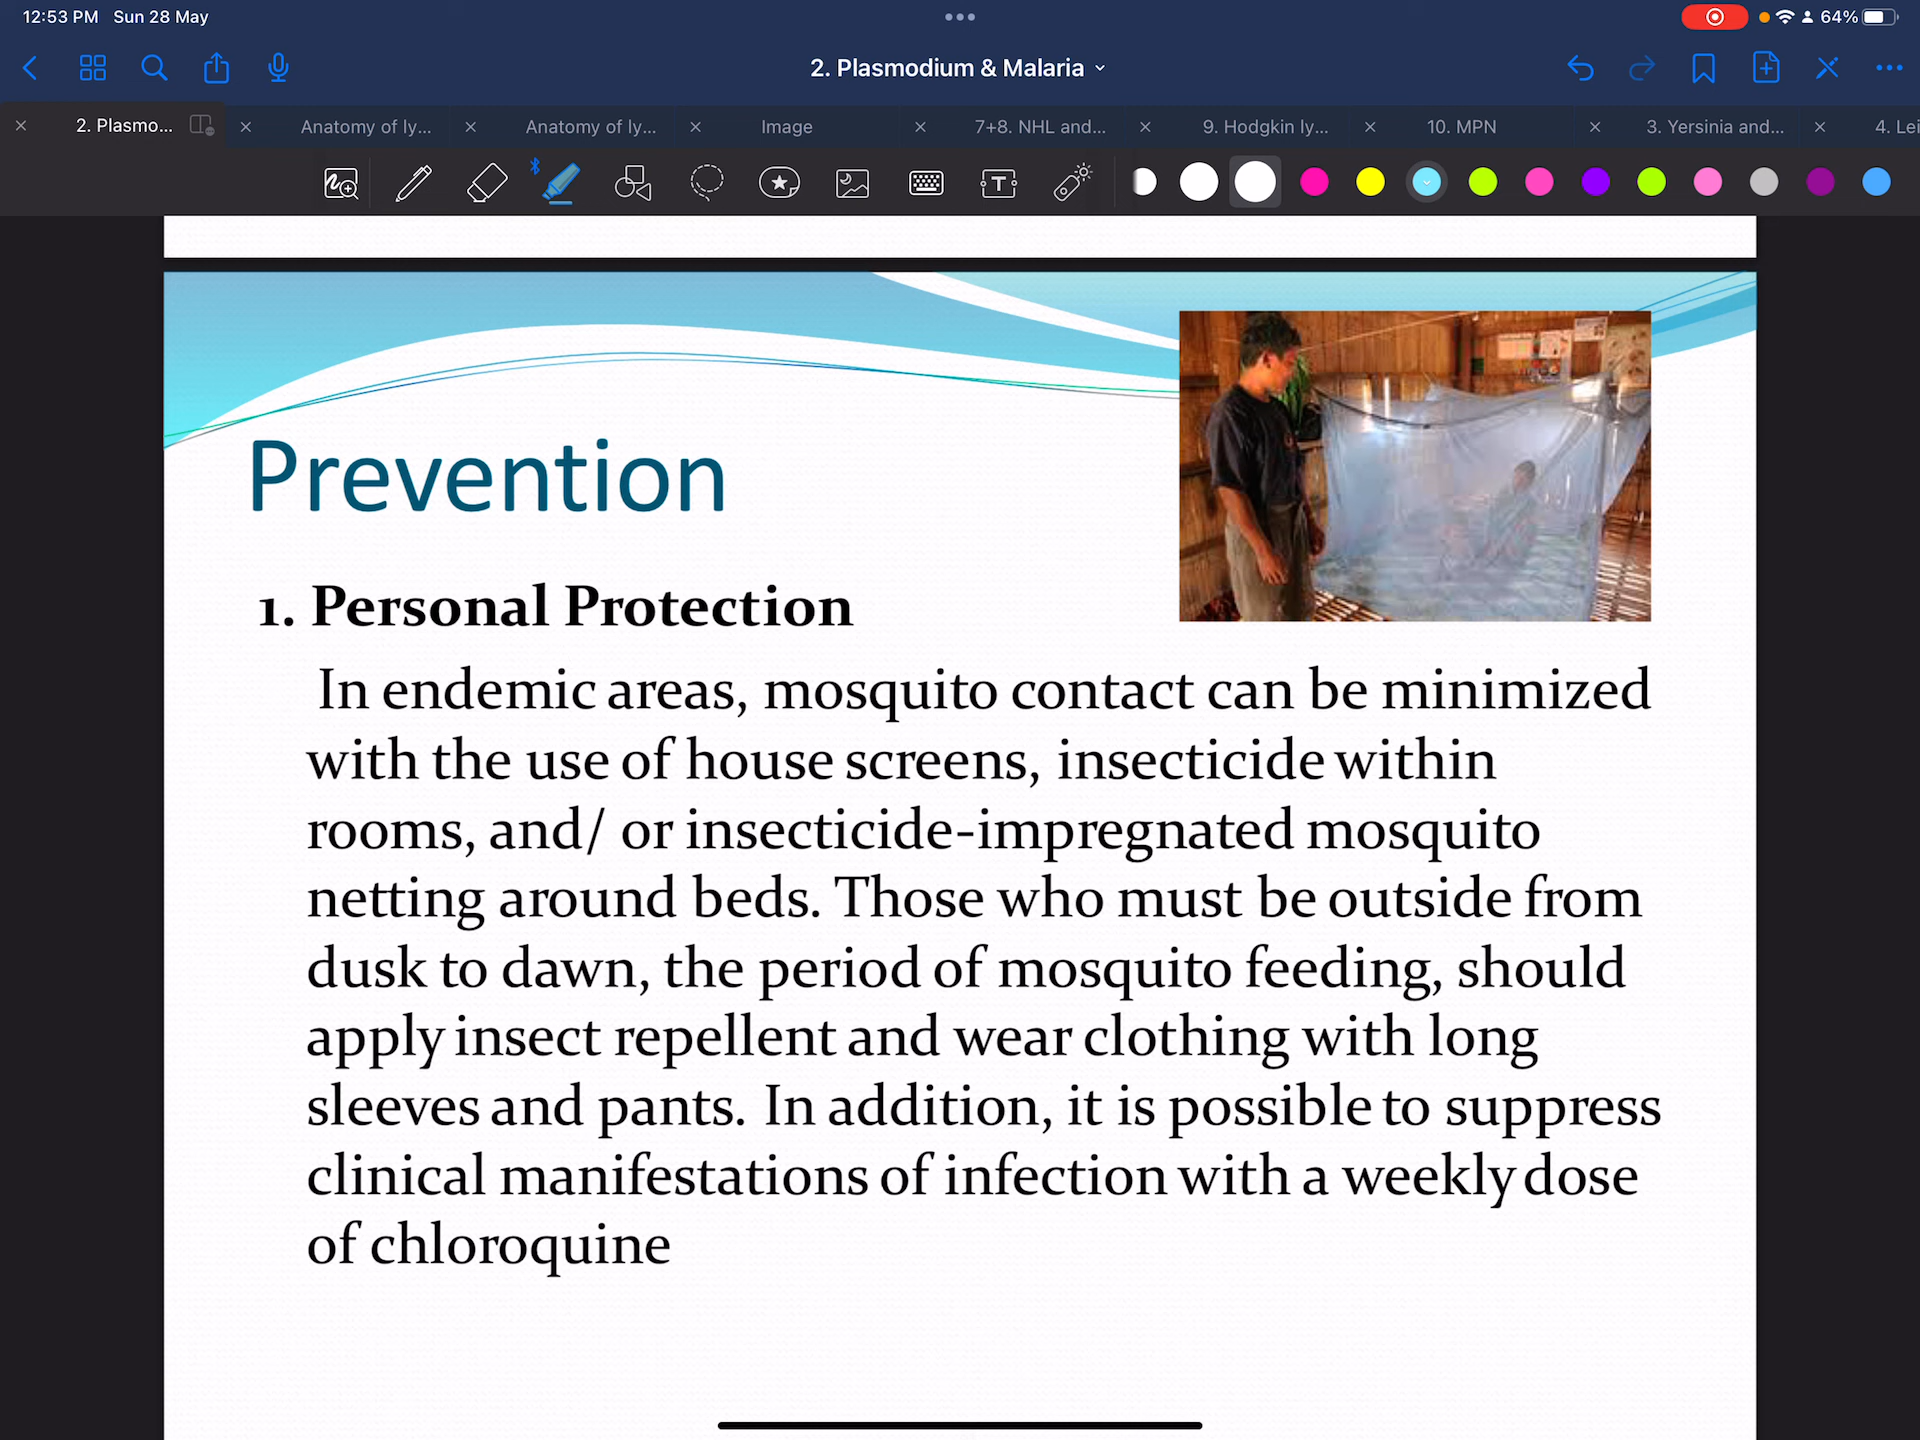 12:53 PM Sun 28 May
64%
2. Plasmodium & Malaria
2. Plasmo...
Anatomy of ly...
Anatomy of ly...
Image
7+8. NHL and...
9. Hodgkin ly...
10. MPN
3. Yersinia and...
4. Lei
Prevention
1. Personal Protection
In endemic areas, mosquito contact can be minimized
with the use of house screens, insecticide within
rooms, and/ or insecticide-impregnated mosquito
netting around beds. Those who must be outside from
dusk to dawn, the period of mosquito feeding, should
apply insect repellent and wear clothing with long
sleeves and pants. In addition, it is possible to suppress
clinical manifestations of infection with a weekly dose
of chloroquine